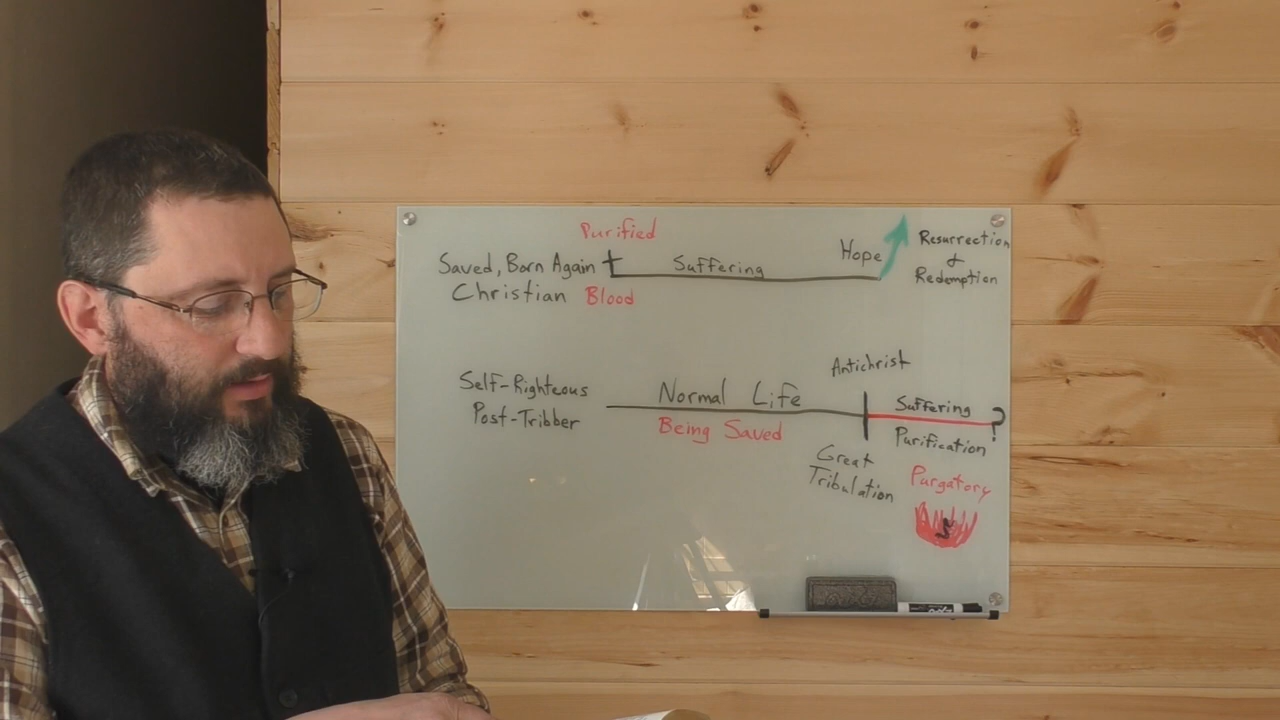 Purified
Saved, Born Again
Christian
Blood
Suffering
Hope
Resurrection
&
Redemption
Self-Righteous
Post-Tribber
Normal Life
Being Saved
Antichrist
Great
Tribulation
Suffering
?
Purification
Purgatory